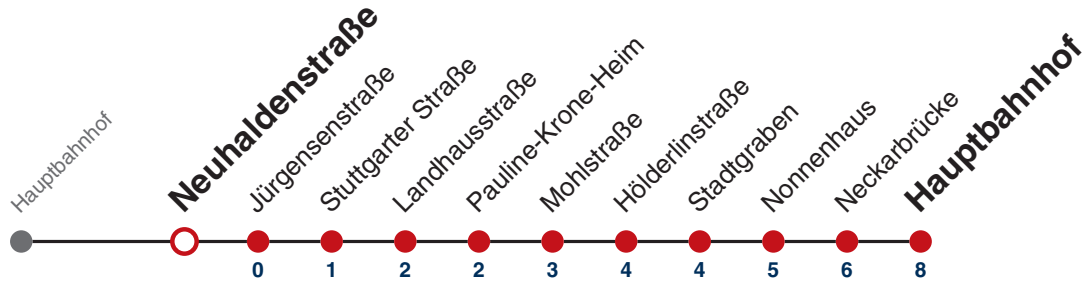 Hauptbahnhof
Neuhaldenstraße
Jürgensenstraße
Stuttgarter Straße
Landhausstraße
Pauline-Krone-Heim
Mohlstraße
Hölderlinstraße
Stadtgraben
Nonnenhaus
Neckarbrücke
Hauptbahnhof
0 1 2 2 3 4 4 5 6 8